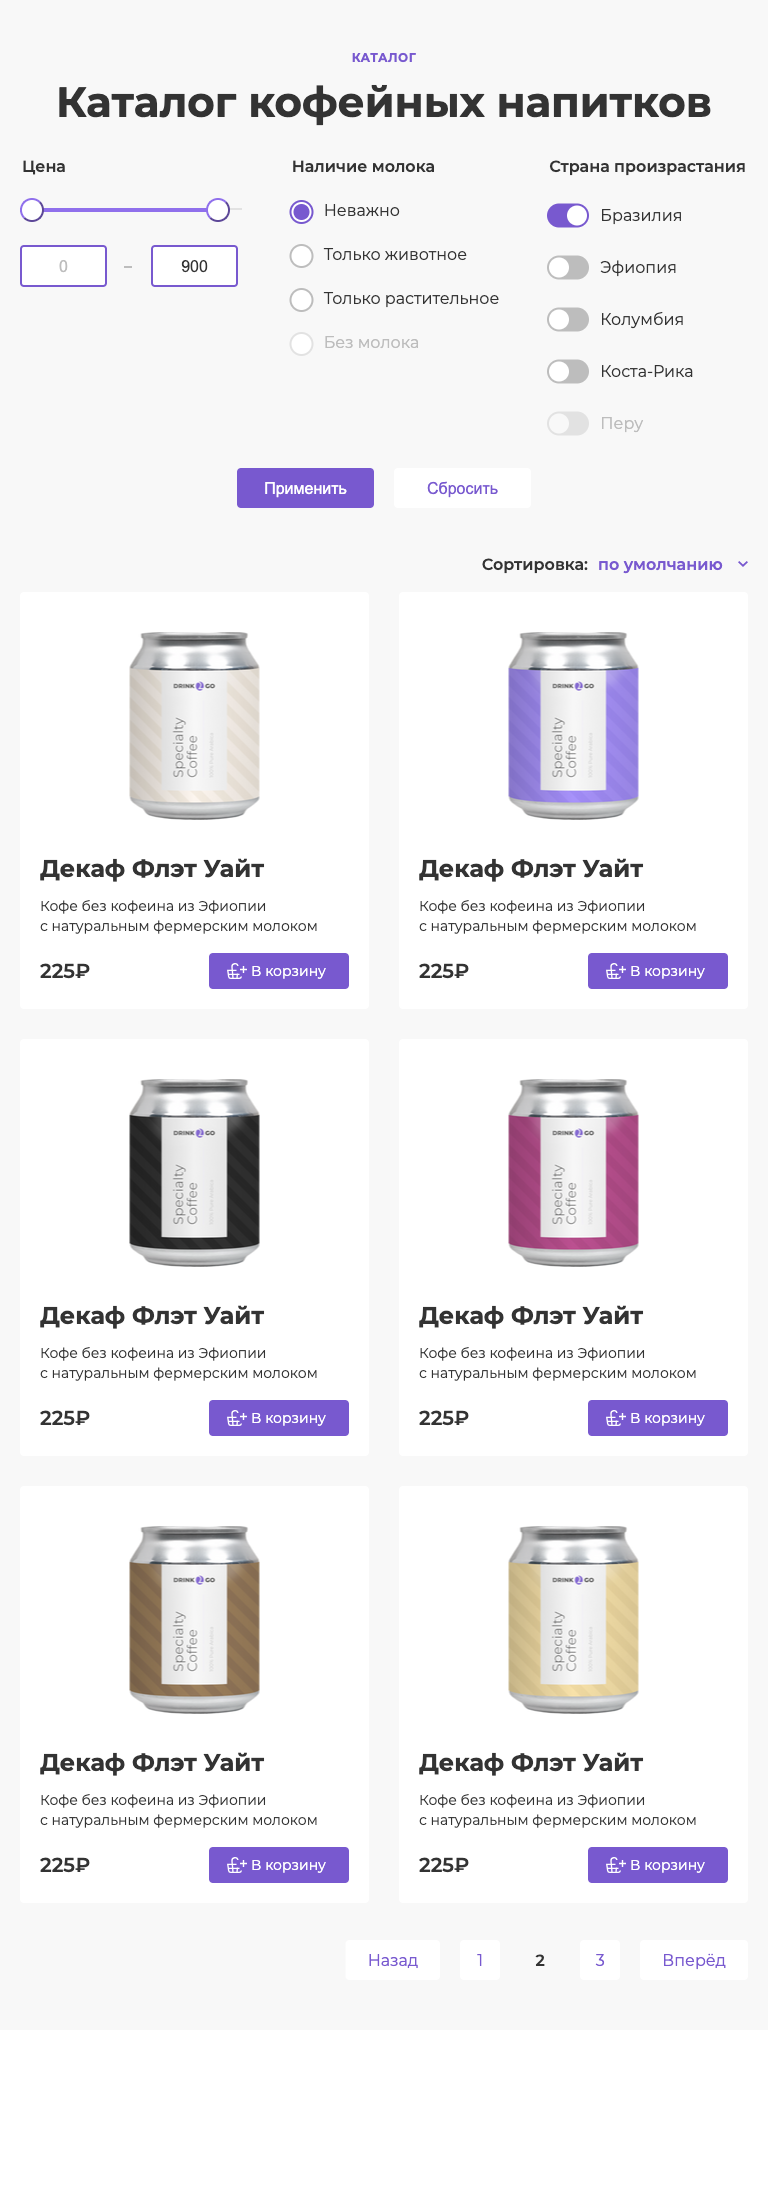 КАТАЛОГ
Каталог кофейных напитков
Цена
0 – 900
Наличие молока
Неважно
Только животное
Только растительное
Без молока
Страна произрастания
Бразилия
Эфиопия
Колумбия
Коста-Рика
Перу
Применить
Сбросить
Сортировка: по умолчанию
DRINK 2 GO
Specialty
Coffee
Декаф Флэт Уайт
Кофе без кофеина из Эфиопии
с натуральным фермерским молоком
225₽
В корзину
DRINK 2 GO
Specialty
Coffee
Декаф Флэт Уайт
Кофе без кофеина из Эфиопии
с натуральным фермерским молоком
225₽
В корзину
DRINK 2 GO
Specialty
Coffee
Декаф Флэт Уайт
Кофе без кофеина из Эфиопии
с натуральным фермерским молоком
225₽
В корзину
DRINK 2 GO
Specialty
Coffee
Декаф Флэт Уайт
Кофе без кофеина из Эфиопии
с натуральным фермерским молоком
225₽
В корзину
DRINK 2 GO
Specialty
Coffee
Декаф Флэт Уайт
Кофе без кофеина из Эфиопии
с натуральным фермерским молоком
225₽
В корзину
DRINK 2 GO
Specialty
Coffee
Декаф Флэт Уайт
Кофе без кофеина из Эфиопии
с натуральным фермерским молоком
225₽
В корзину
Назад 1 2 3 Вперёд